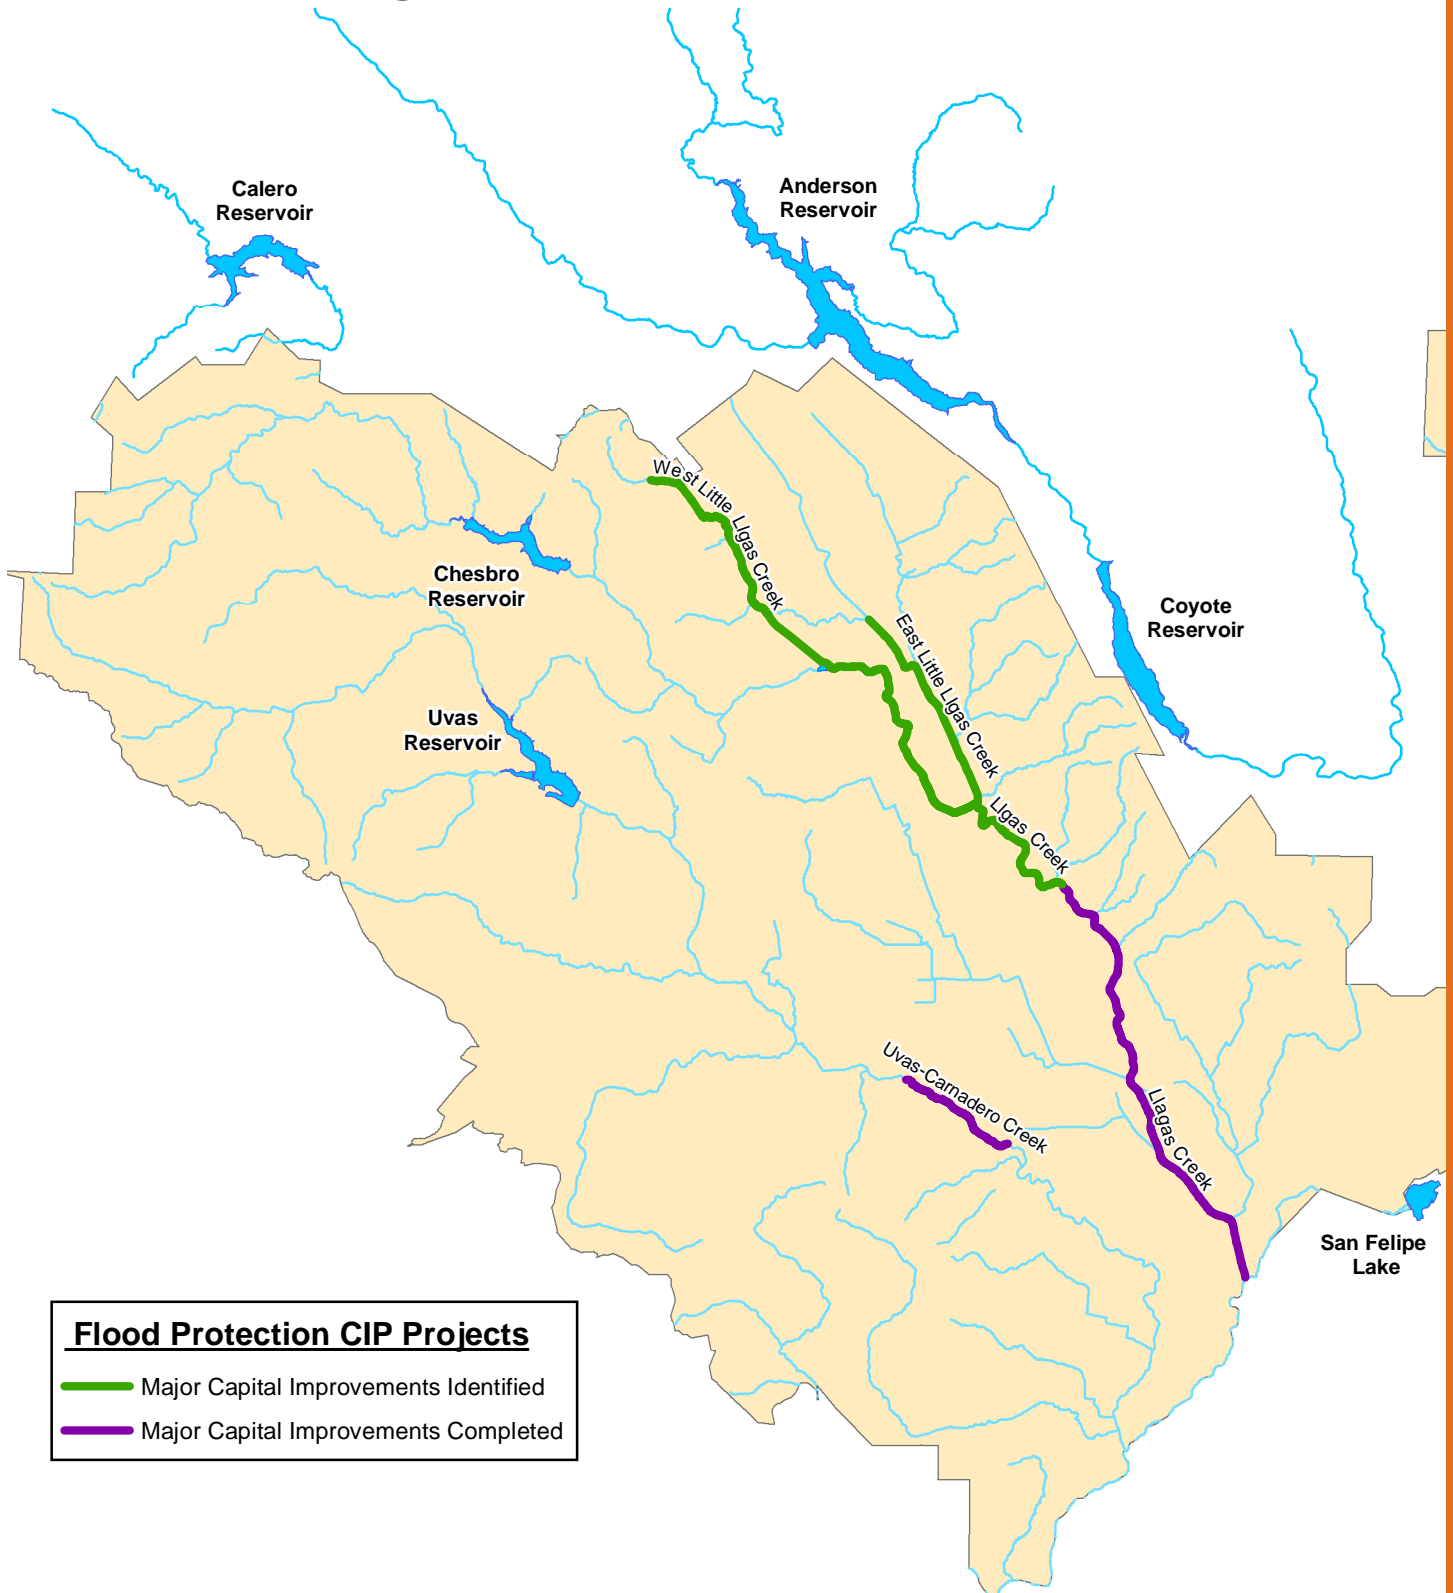 Calero
Reservoir
Anderson
Reservoir
West Little Llgas Creek
Chesbro
Reservoir
Coyote
Reservoir
East Little Llgas Creek
Uvas
Reservoir
Llgas Creek
Uvas-Carnadero Creek
Llagas Creek
San Felipe
Lake
Flood Protection CIP Projects
Major Capital Improvements Identified
Major Capital Improvements Completed